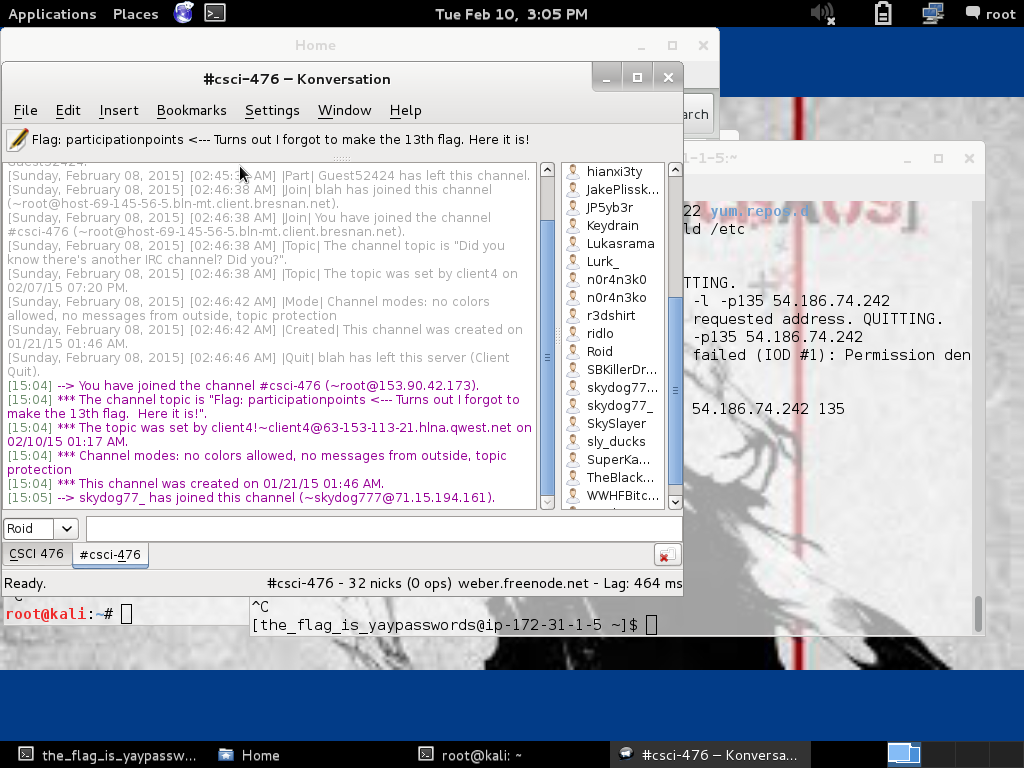 Applications Places Tue Feb 10, 3:05 PM root
Home
#csci-476 – Konversation
File Edit Insert Bookmarks Settings Window Help
arch
Flag: participationpoints <--- Turns out I forgot to make the 13th flag. Here it is!
1-1-5:~
Guest52424.
[Sunday, February 08, 2015] [02:45:3 AM] |Part| Guest52424 has left this channel.
[Sunday, February 08, 2015] [02:46:38 AM] |Join| blah has joined this channel
(~root@host-69-145-56-5.bln-mt.client.bresnan.net).
[Sunday, February 08, 2015] [02:46:38 AM] |Join| You have joined the channel
#csci-476 (~root@host-69-145-56-5.bln-mt.client.bresnan.net).
[Sunday, February 08, 2015] [02:46:38 AM] |Topic| The channel topic is "Did you
know there's another IRC channel? Did you?".
[Sunday, February 08, 2015] [02:46:38 AM] |Topic| The topic was set by client4 on
02/07/15 07:20 PM.
[Sunday, February 08, 2015] [02:46:42 AM] |Mode| Channel modes: no colors
allowed, no messages from outside, topic protection
[Sunday, February 08, 2015] [02:46:42 AM] |Created| This channel was created on
01/21/15 01:46 AM.
[Sunday, February 08, 2015] [02:46:46 AM] |Quit| blah has left this server (Client
Quit).
[15:04] --> You have joined the channel #csci-476 (~root@153.90.42.173).
[15:04] *** The channel topic is "Flag: participationpoints <--- Turns out I forgot to
make the 13th flag.  Here it is!".
[15:04] *** The topic was set by client4!~client4@63-153-113-21.hlna.qwest.net on
02/10/15 01:17 AM.
[15:04] *** Channel modes: no colors allowed, no messages from outside, topic
protection
[15:04] *** This channel was created on 01/21/15 01:46 AM.
[15:05] --> skydog77_ has joined this channel (~skydog777@71.15.194.161).
hianxi3ty
JakePlissk...
JP5yb3r
Keydrain
Lukasrama
Lurk_
n0r4n3k0
n0r4n3ko
r3dshirt
ridlo
Roid
SBKillerDr...
skydog77...
skydog77_
SkySlayer
sly_ducks
SuperKa...
TheBlack...
WWHFBitc...
22 yum.repos.d
ld /etc
TTING.
-l -p135 54.186.74.242
requested address. QUITTING.
-p135 54.186.74.242
failed (IOD #1): Permission den
54.186.74.242 135
Roid
CSCI 476 #csci-476
Ready. #csci-476 - 32 nicks (0 ops) weber.freenode.net - Lag: 464 ms
^C
root@kali:~#
^C
[the_flag_is_yaypasswords@ip-172-31-1-5 ~]$
the_flag_is_yaypassw... Home root@kali: ~ #csci-476 – Konversa...